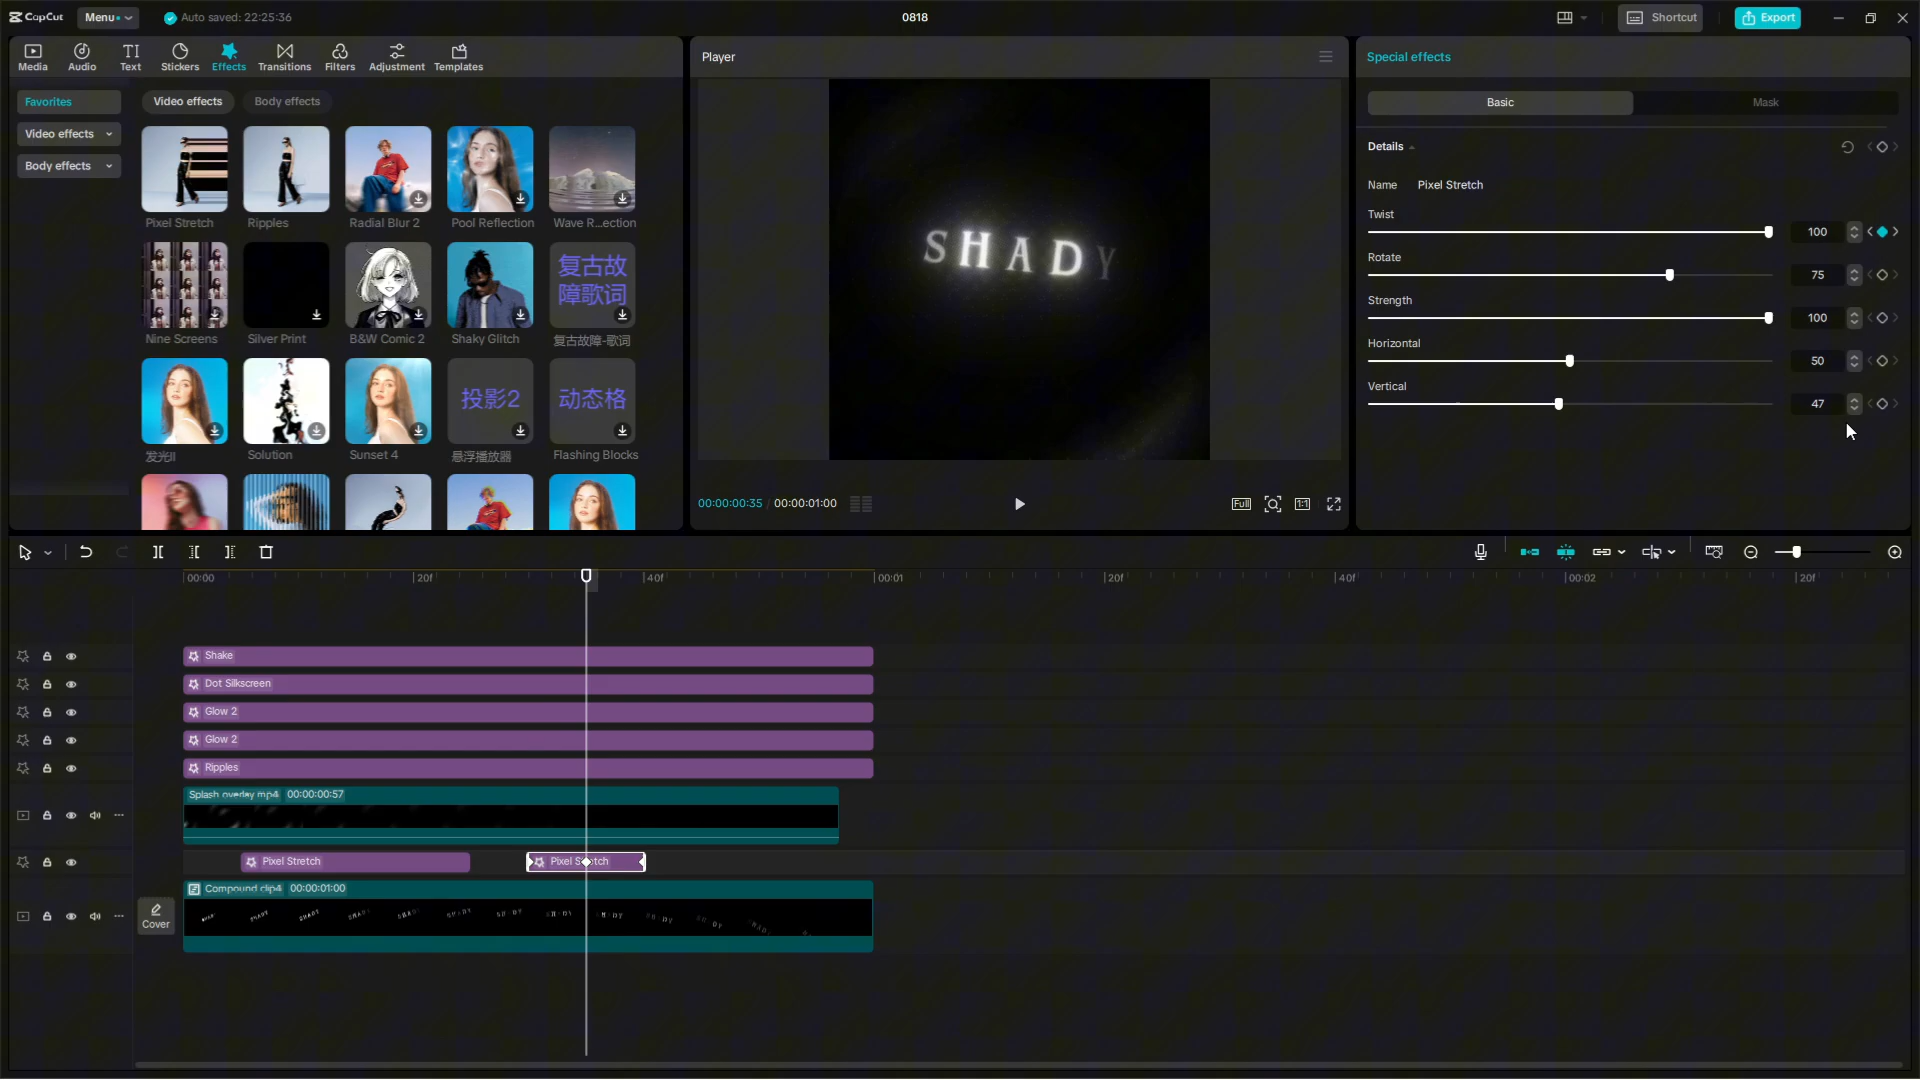 CapCut Menu Auto saved: 22:25:36 0818 Shortcut Export
Media Audio Text Stickers Effects Transitions Filters Adjustment Templates
Favorites
Video effects
Body effects
Video effects Body effects
Pixel Stretch Ripples Radial Blur 2 Pool Reflection Wave R...ection
复古故
障歌词
Nine Screens Silver Print B&W Comic 2 Shaky Glitch 复古故障-歌词
投影2 动态格
发光II Solution Sunset 4 悬浮播放器 Flashing Blocks
Player
SHADY
00:00:00:35 / 00:00:01:00
Full 1:1
Special effects
Basic Mask
Details
Name Pixel Stretch
Twist
100
Rotate
75
Strength
100
Horizontal
50
Vertical
47
00:00 20f 40f 00:01 20f 40f 00:02 20f
Shake
Dot Silkscreen
Glow 2
Glow 2
Ripples
Splash overlay mp4 00:00:00:57
Pixel Stretch Pixel Stretch
Compound clip4 00:00:01:00
Cover